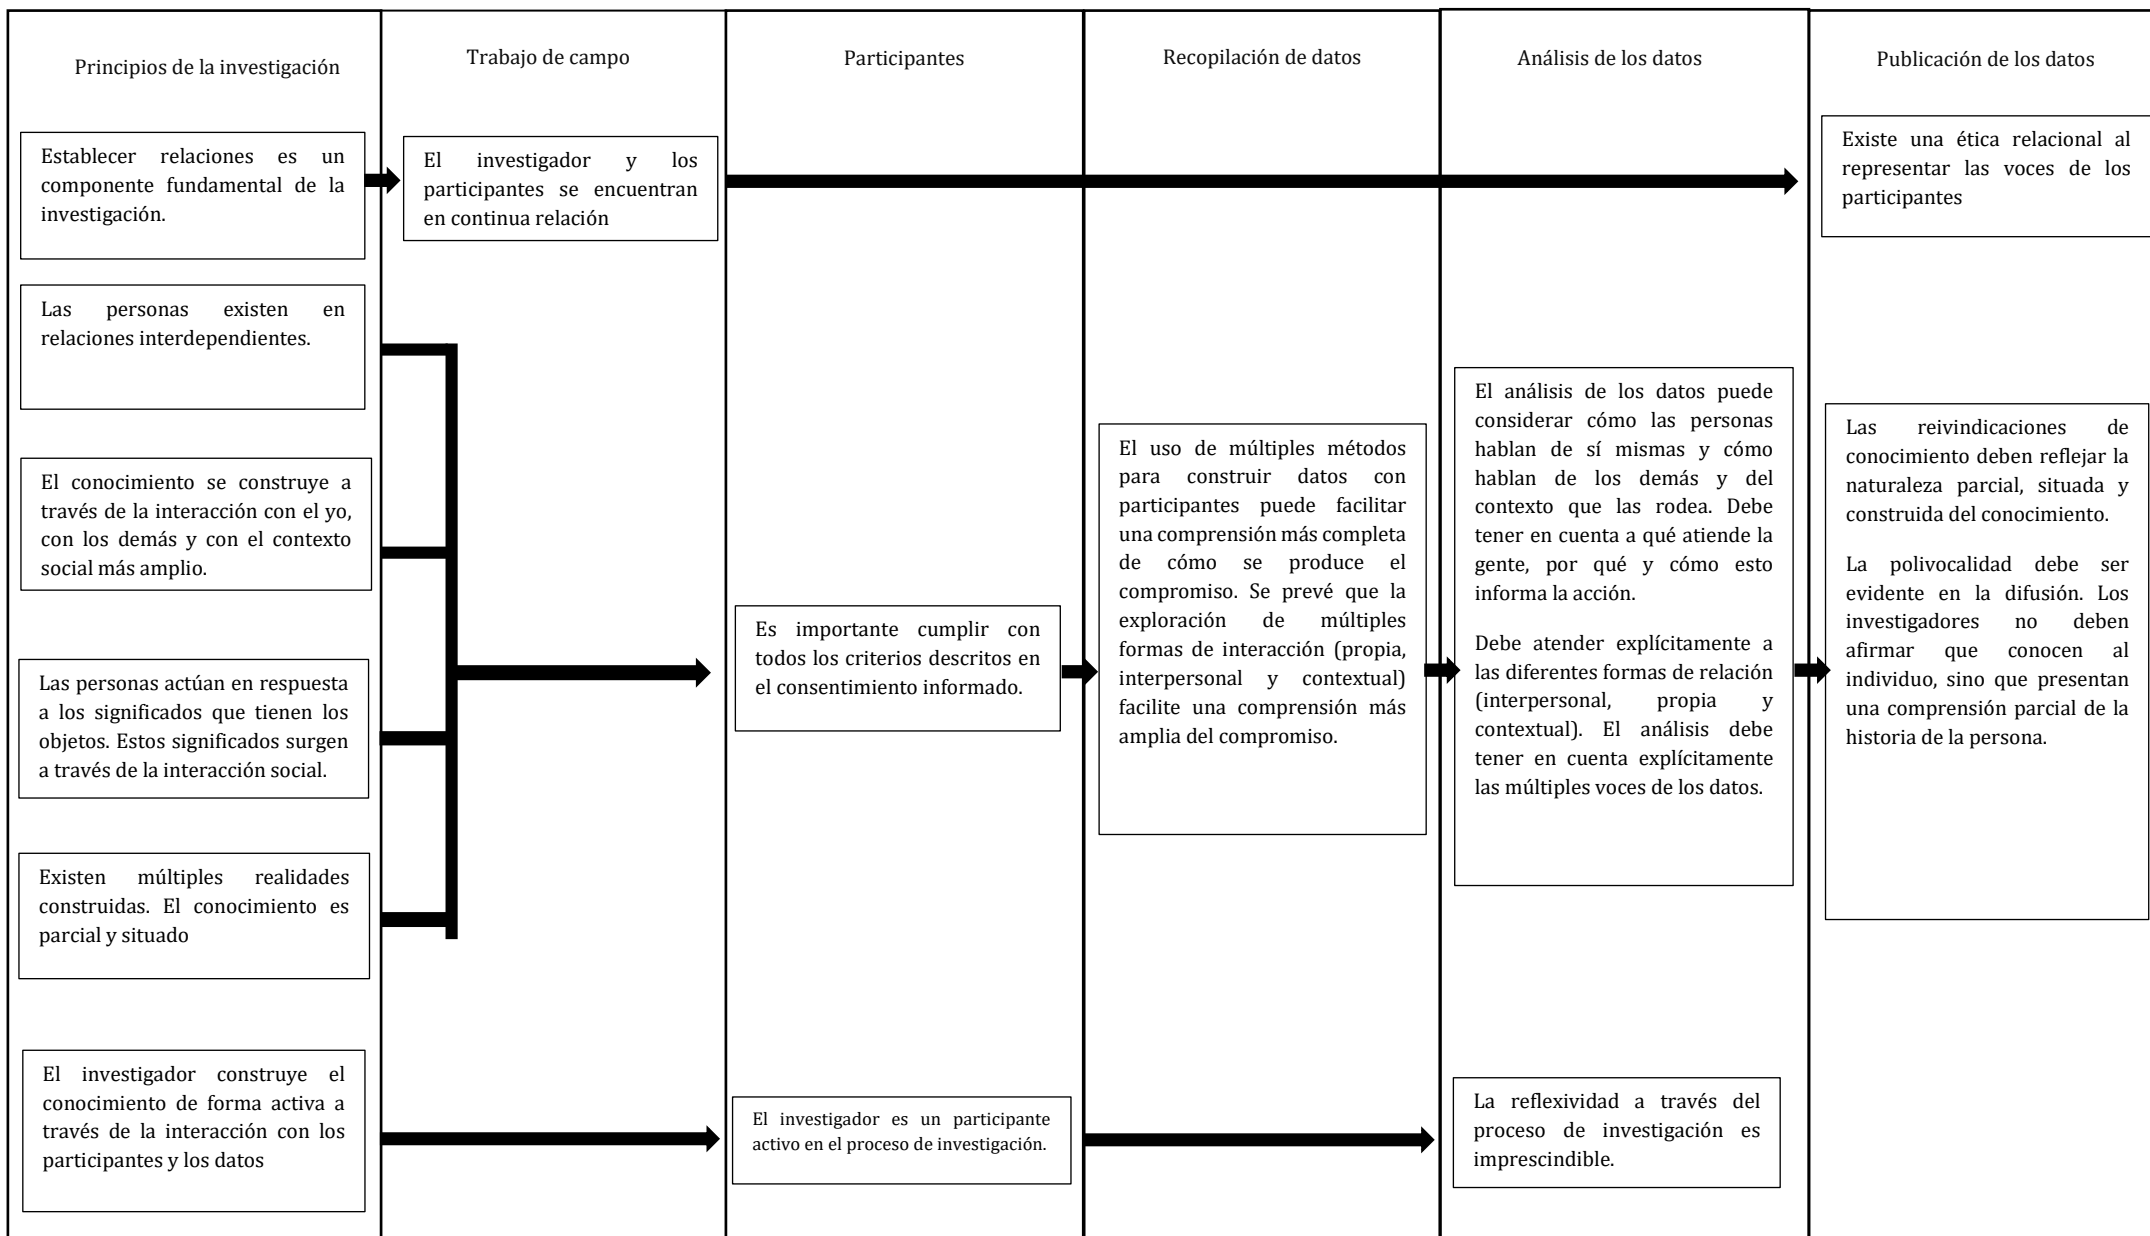 Principios de la investigación
Trabajo de campo
Participantes
Recopilación de datos
Análisis de los datos
Publicación de los datos
Establecer relaciones es un
componente fundamental de la
investigación.
El investigador y los
participantes se encuentran
en continua relación
Existe una ética relacional al
representar las voces de los
participantes
Las personas existen en
relaciones interdependientes.
El conocimiento se construye a
través de la interacción con el yo,
con los demás y con el contexto
social más amplio.
Las personas actúan en respuesta
a los significados que tienen los
objetos. Estos significados surgen
a través de la interacción social.
Existen múltiples realidades
construidas. El conocimiento es
parcial y situado
Es importante cumplir con
todos los criterios descritos en
el consentimiento informado.
El uso de múltiples métodos
para construir datos con
participantes puede facilitar
una comprensión más completa
de cómo se produce el
compromiso. Se prevé que la
exploración de múltiples
formas de interacción (propia,
interpersonal y contextual)
facilite una comprensión más
amplia del compromiso.
El análisis de los datos puede
considerar cómo las personas
hablan de sí mismas y cómo
hablan de los demás y del
contexto que las rodea. Debe
tener en cuenta a qué atiende la
gente, por qué y cómo esto
informa la acción.
Debe atender explícitamente a
las diferentes formas de relación
(interpersonal, propia y
contextual). El análisis debe
tener en cuenta explícitamente
las múltiples voces de los datos.
Las reivindicaciones de
conocimiento deben reflejar la
naturaleza parcial, situada y
construida del conocimiento.
La polivocalidad debe ser
evidente en la difusión. Los
investigadores no deben
afirmar que conocen al
individuo, sino que presentan
una comprensión parcial de la
historia de la persona.
El investigador construye el
conocimiento de forma activa a
través de la interacción con los
participantes y los datos
El investigador es un participante
activo en el proceso de investigación.
La reflexividad a través del
proceso de investigación es
imprescindible.